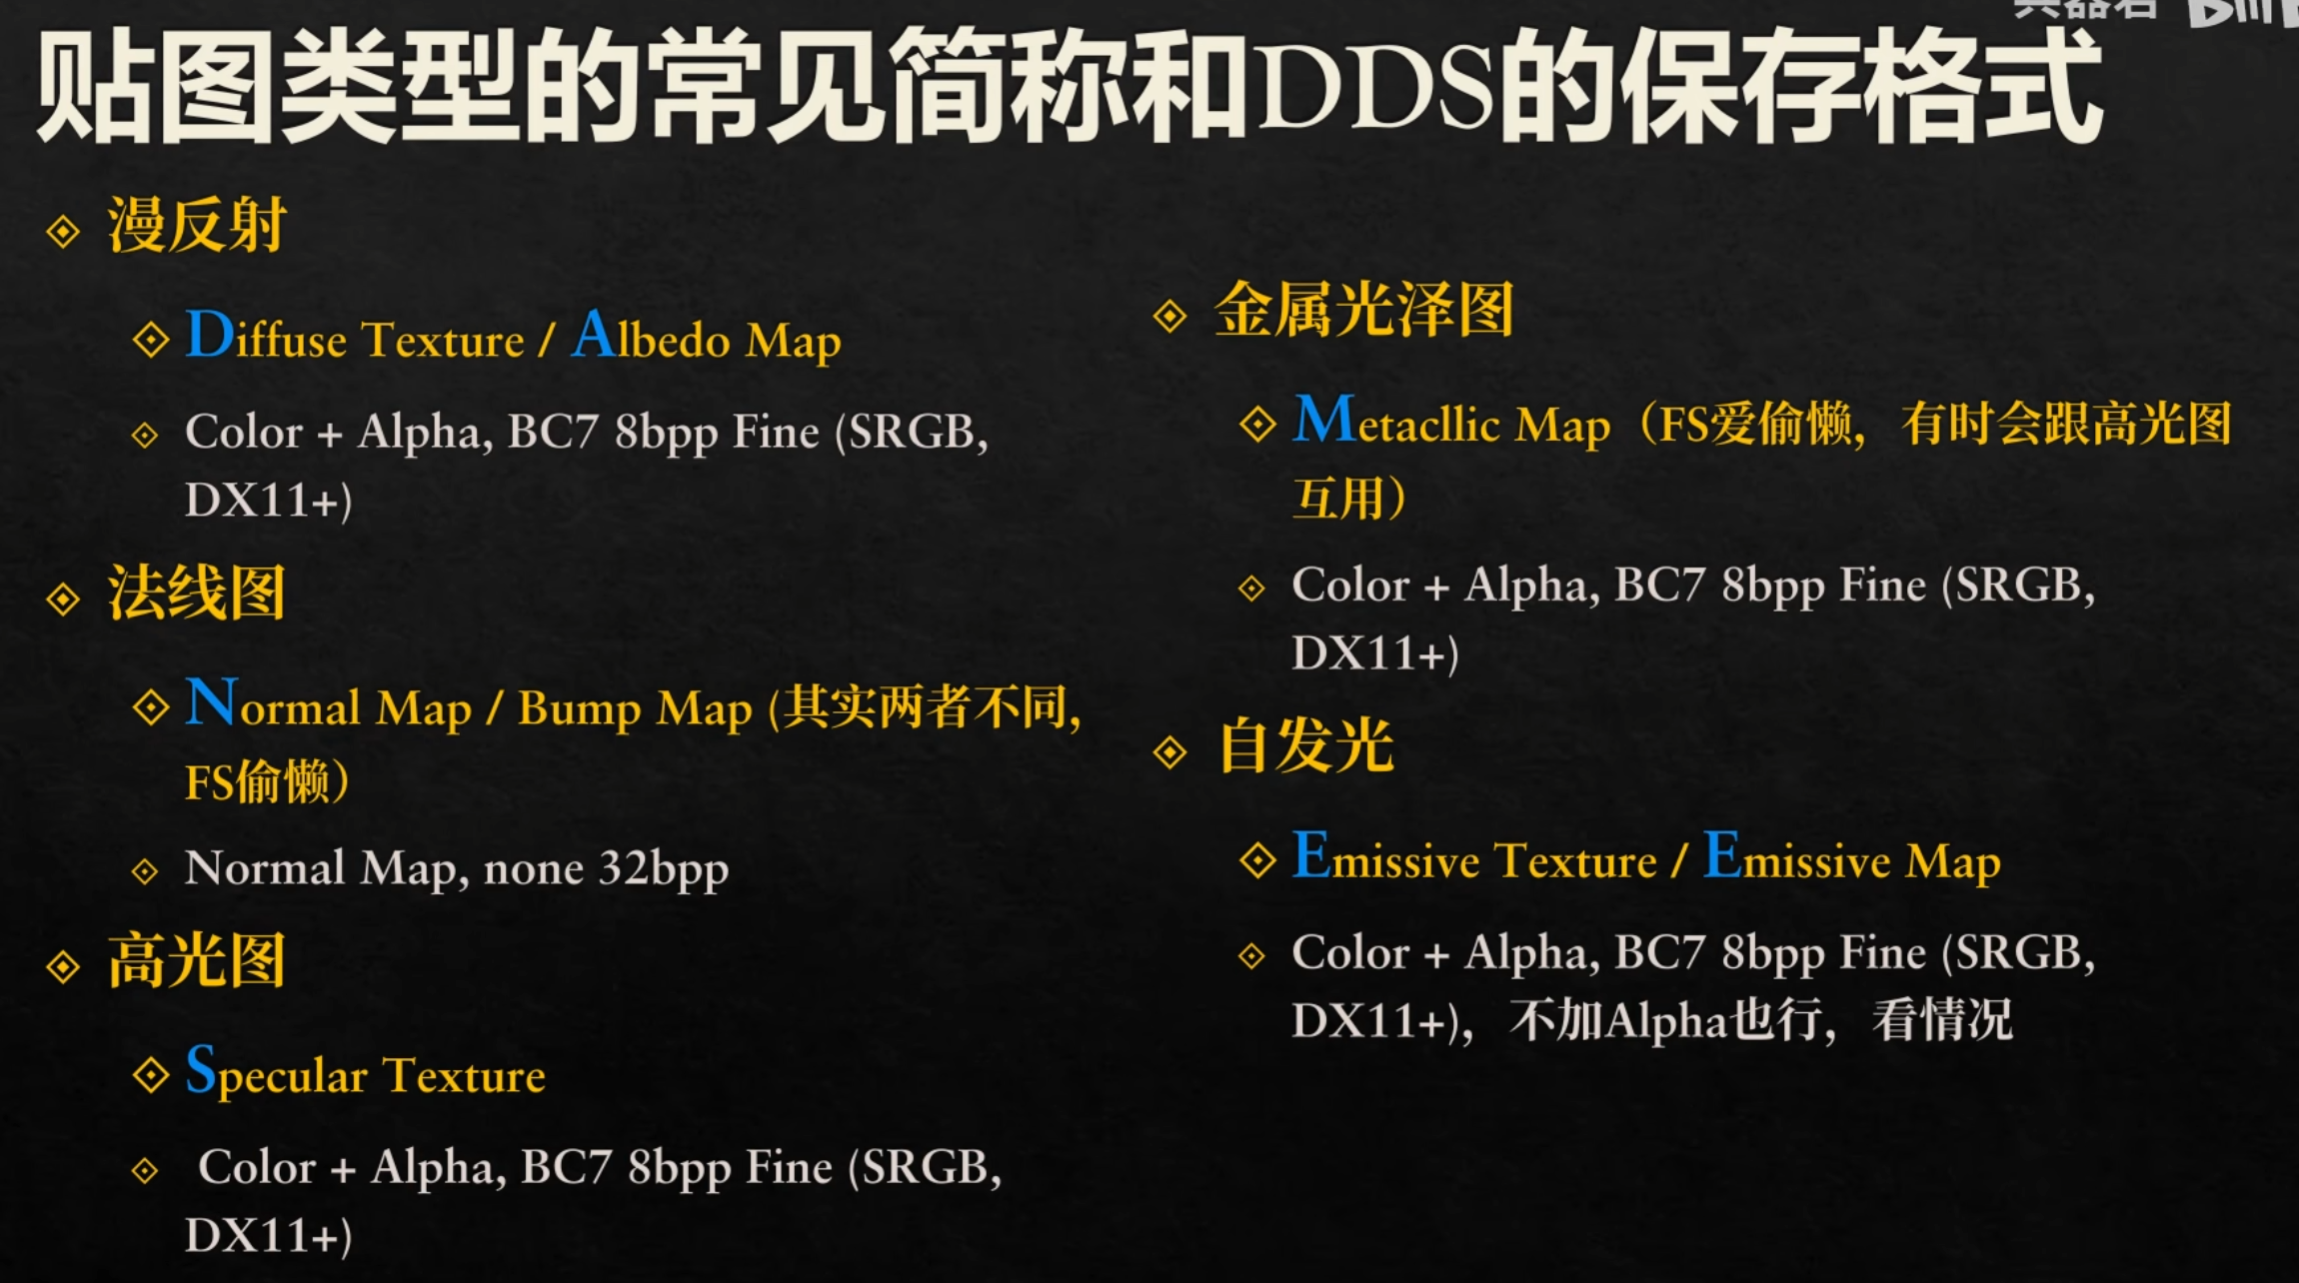 贴图类型的常见简称和DDS的保存格式
漫反射
Diffuse Texture / Albedo Map
Color + Alpha, BC7 8bpp Fine (SRGB,
DX11+)
法线图
Normal Map / Bump Map (其实两者不同,
FS偷懒）
Normal Map, none 32bpp
高光图
Specular Texture
Color + Alpha, BC7 8bpp Fine (SRGB,
DX11+)
金属光泽图
Metacllic Map（FS爱偷懒，有时会跟高光图
互用）
Color + Alpha, BC7 8bpp Fine (SRGB,
DX11+)
自发光
Emissive Texture / Emissive Map
Color + Alpha, BC7 8bpp Fine (SRGB,
DX11+)，不加Alpha也行，看情况